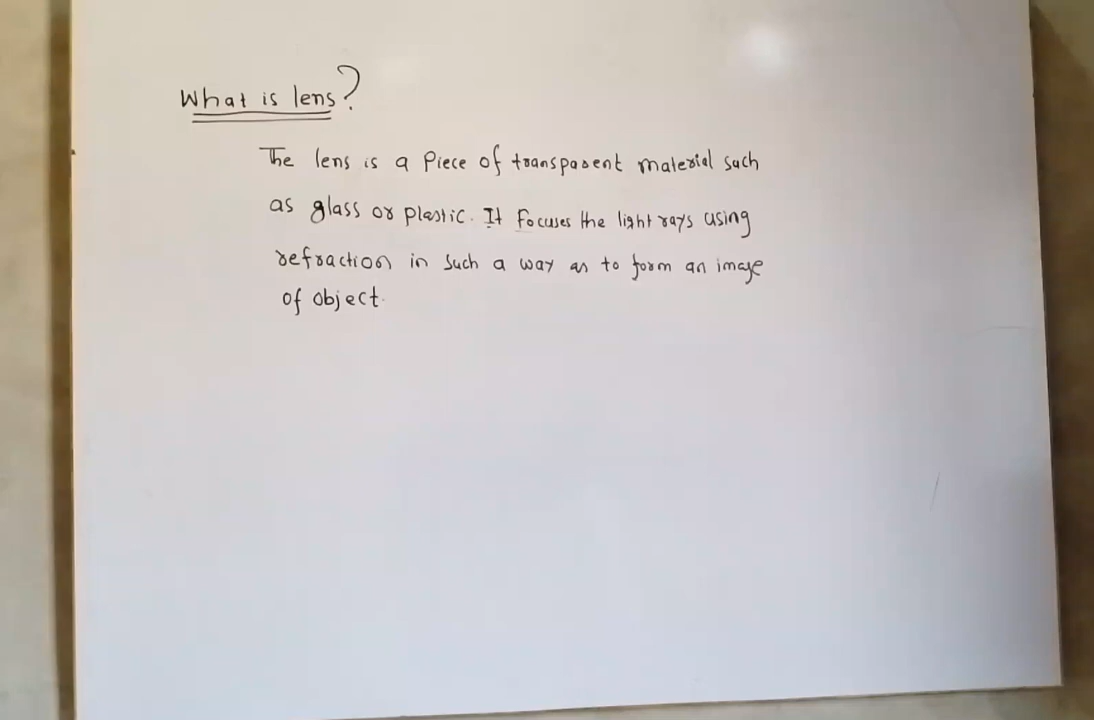 What is lens?
The lens is a Piece of transparent material such
as glass or plastic. It Focuses the light rays using
refraction in such a way as to form an image
of object.